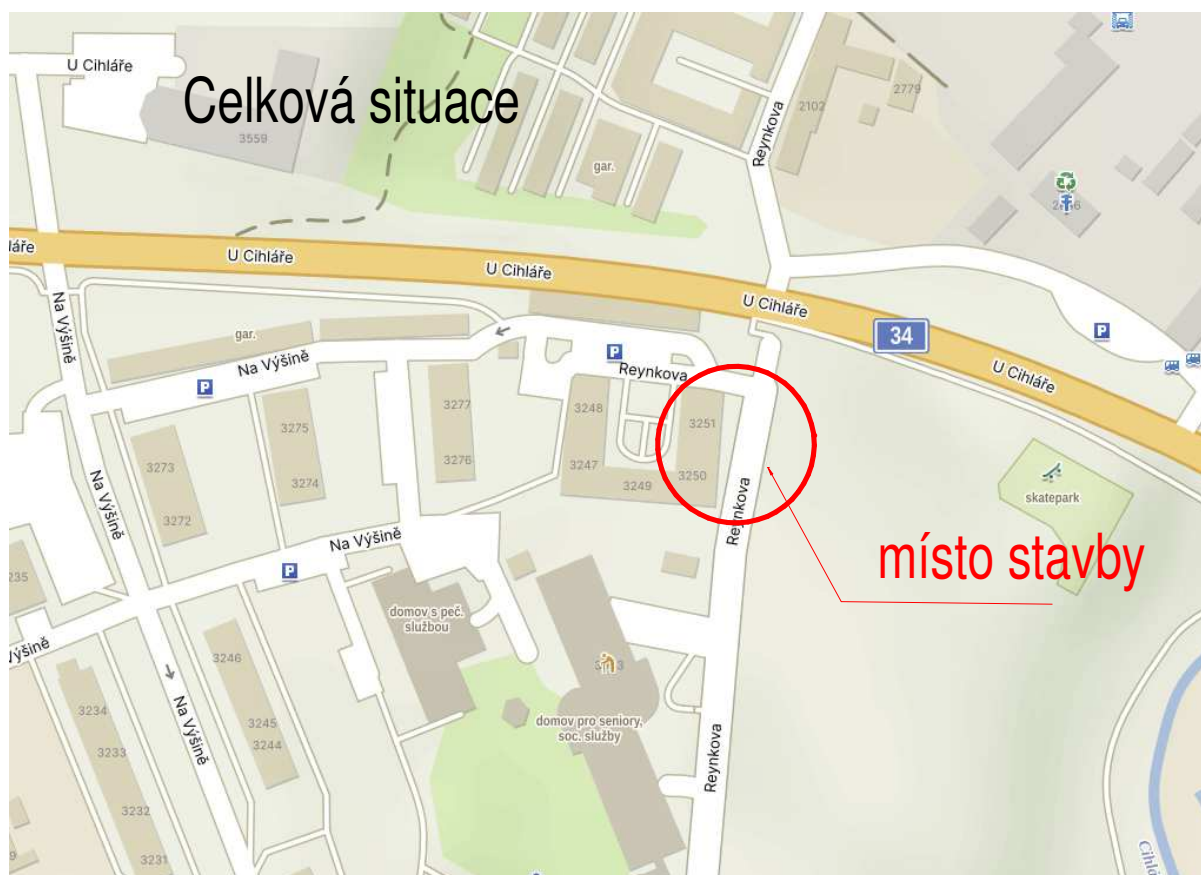 U Cihláře
Celková situace
3559
2779
2102
Reynkova
gar.
láře
U Cihláře
U Cihláře
U Cihláře
34
U Cihláře
P
Na Výšině
gar.
Na Výšině
P
P
Reynkova
3277
3276
3275
3274
3273
3272
3248
3247
3249
3251
3250
Reynkova
skatepark
místo stavby
Na Výšině
Na Výšině
P
235
Výšině
domov s peč.
službou
3246
3245
3244
3234
3233
3232
3231
Na Výšině
domov pro seniory,
soc. služby
Reynkova
Cihl